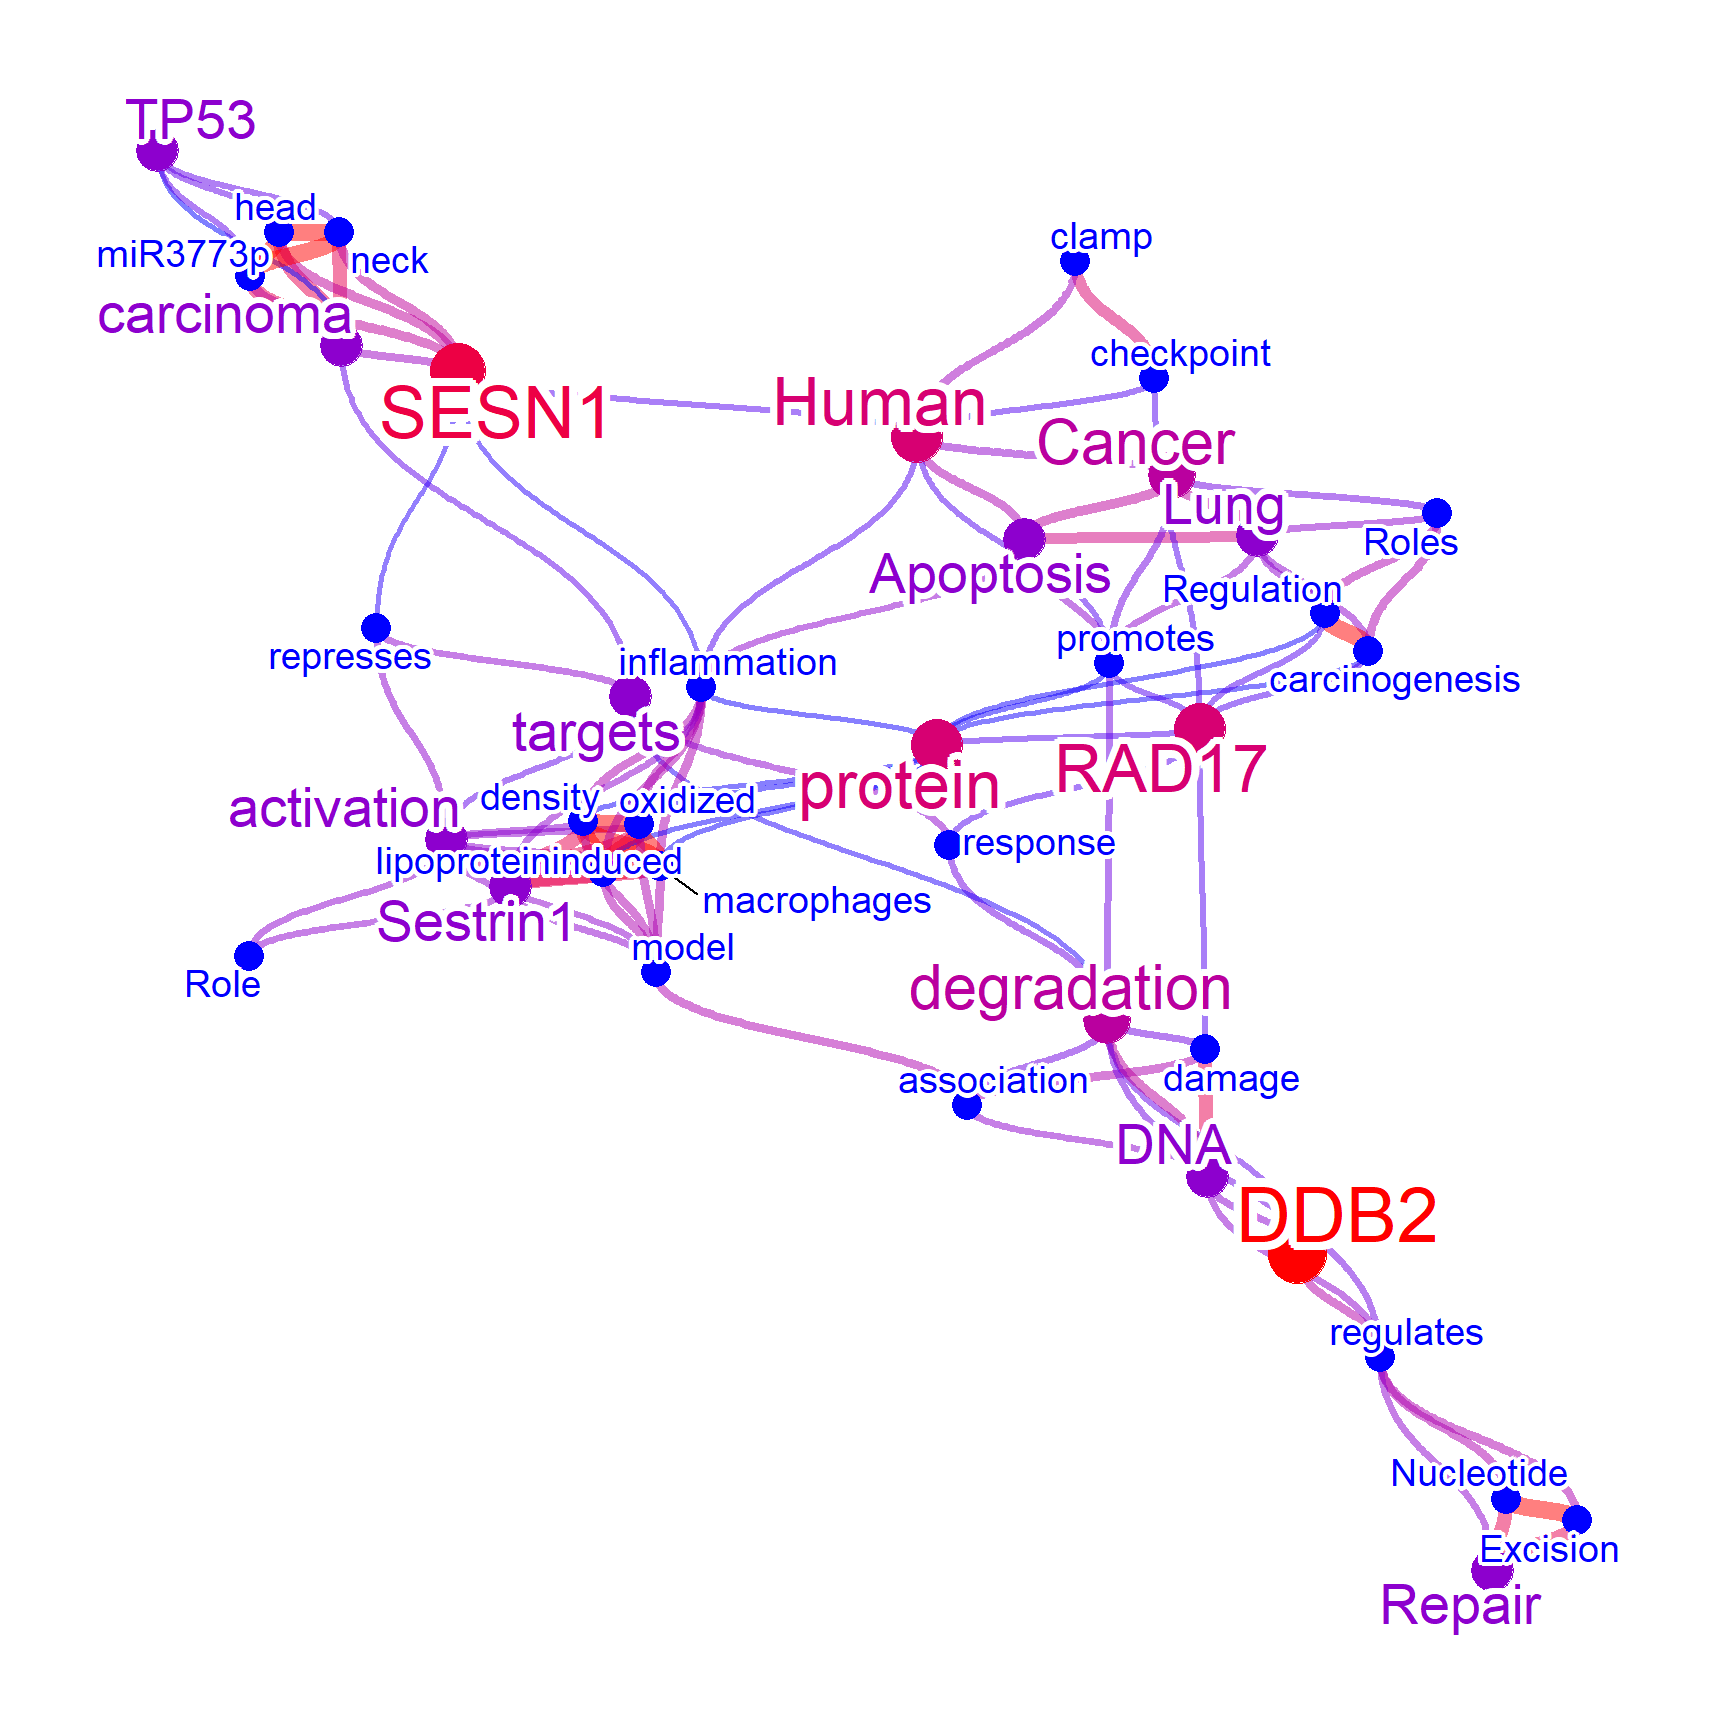 TP53
head
clamp
miR3773p
neck
carcinoma
checkpoint
SESN1
Human
Cancer
Lung
Roles
Apoptosis
Regulation
promotes
represses
inflammation
carcinogenesis
targets
RAD17
protein
density
oxidized
activation
response
lipoproteininduced
macrophages
Sestrin1
model
Role
degradation
association
damage
DNA
DDB2
regulates
Nucleotide
Excision
Repair